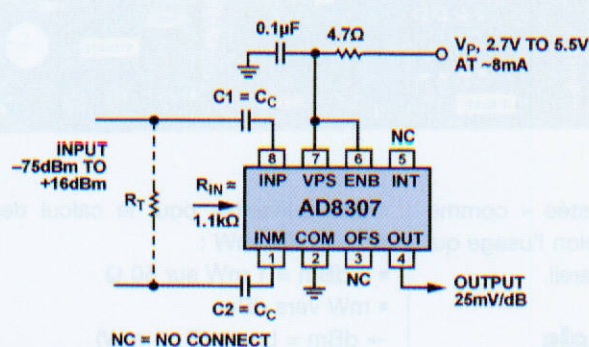 0.1µF
4.7Ω
VP, 2.7V TO 5.5V
AT ~8mA
C1 = CC
NC
INPUT
–75dBm TO
+16dBm
8
7
6
5
INP
VPS
ENB
INT
RT
RIN ≈
1.1kΩ
AD8307
INM
COM
OFS
OUT
1
2
3
4
NC
C2 = CC
OUTPUT
25mV/dB
NC = NO CONNECT